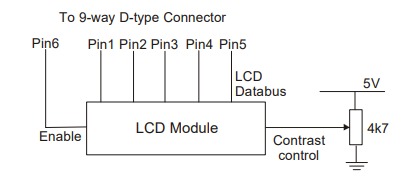 To 9-way D-type Connector
Pin6 Pin1 Pin2 Pin3 Pin4 Pin5
LCD
Databus
5V
LCD Module
4k7
Enable
Contrast
control